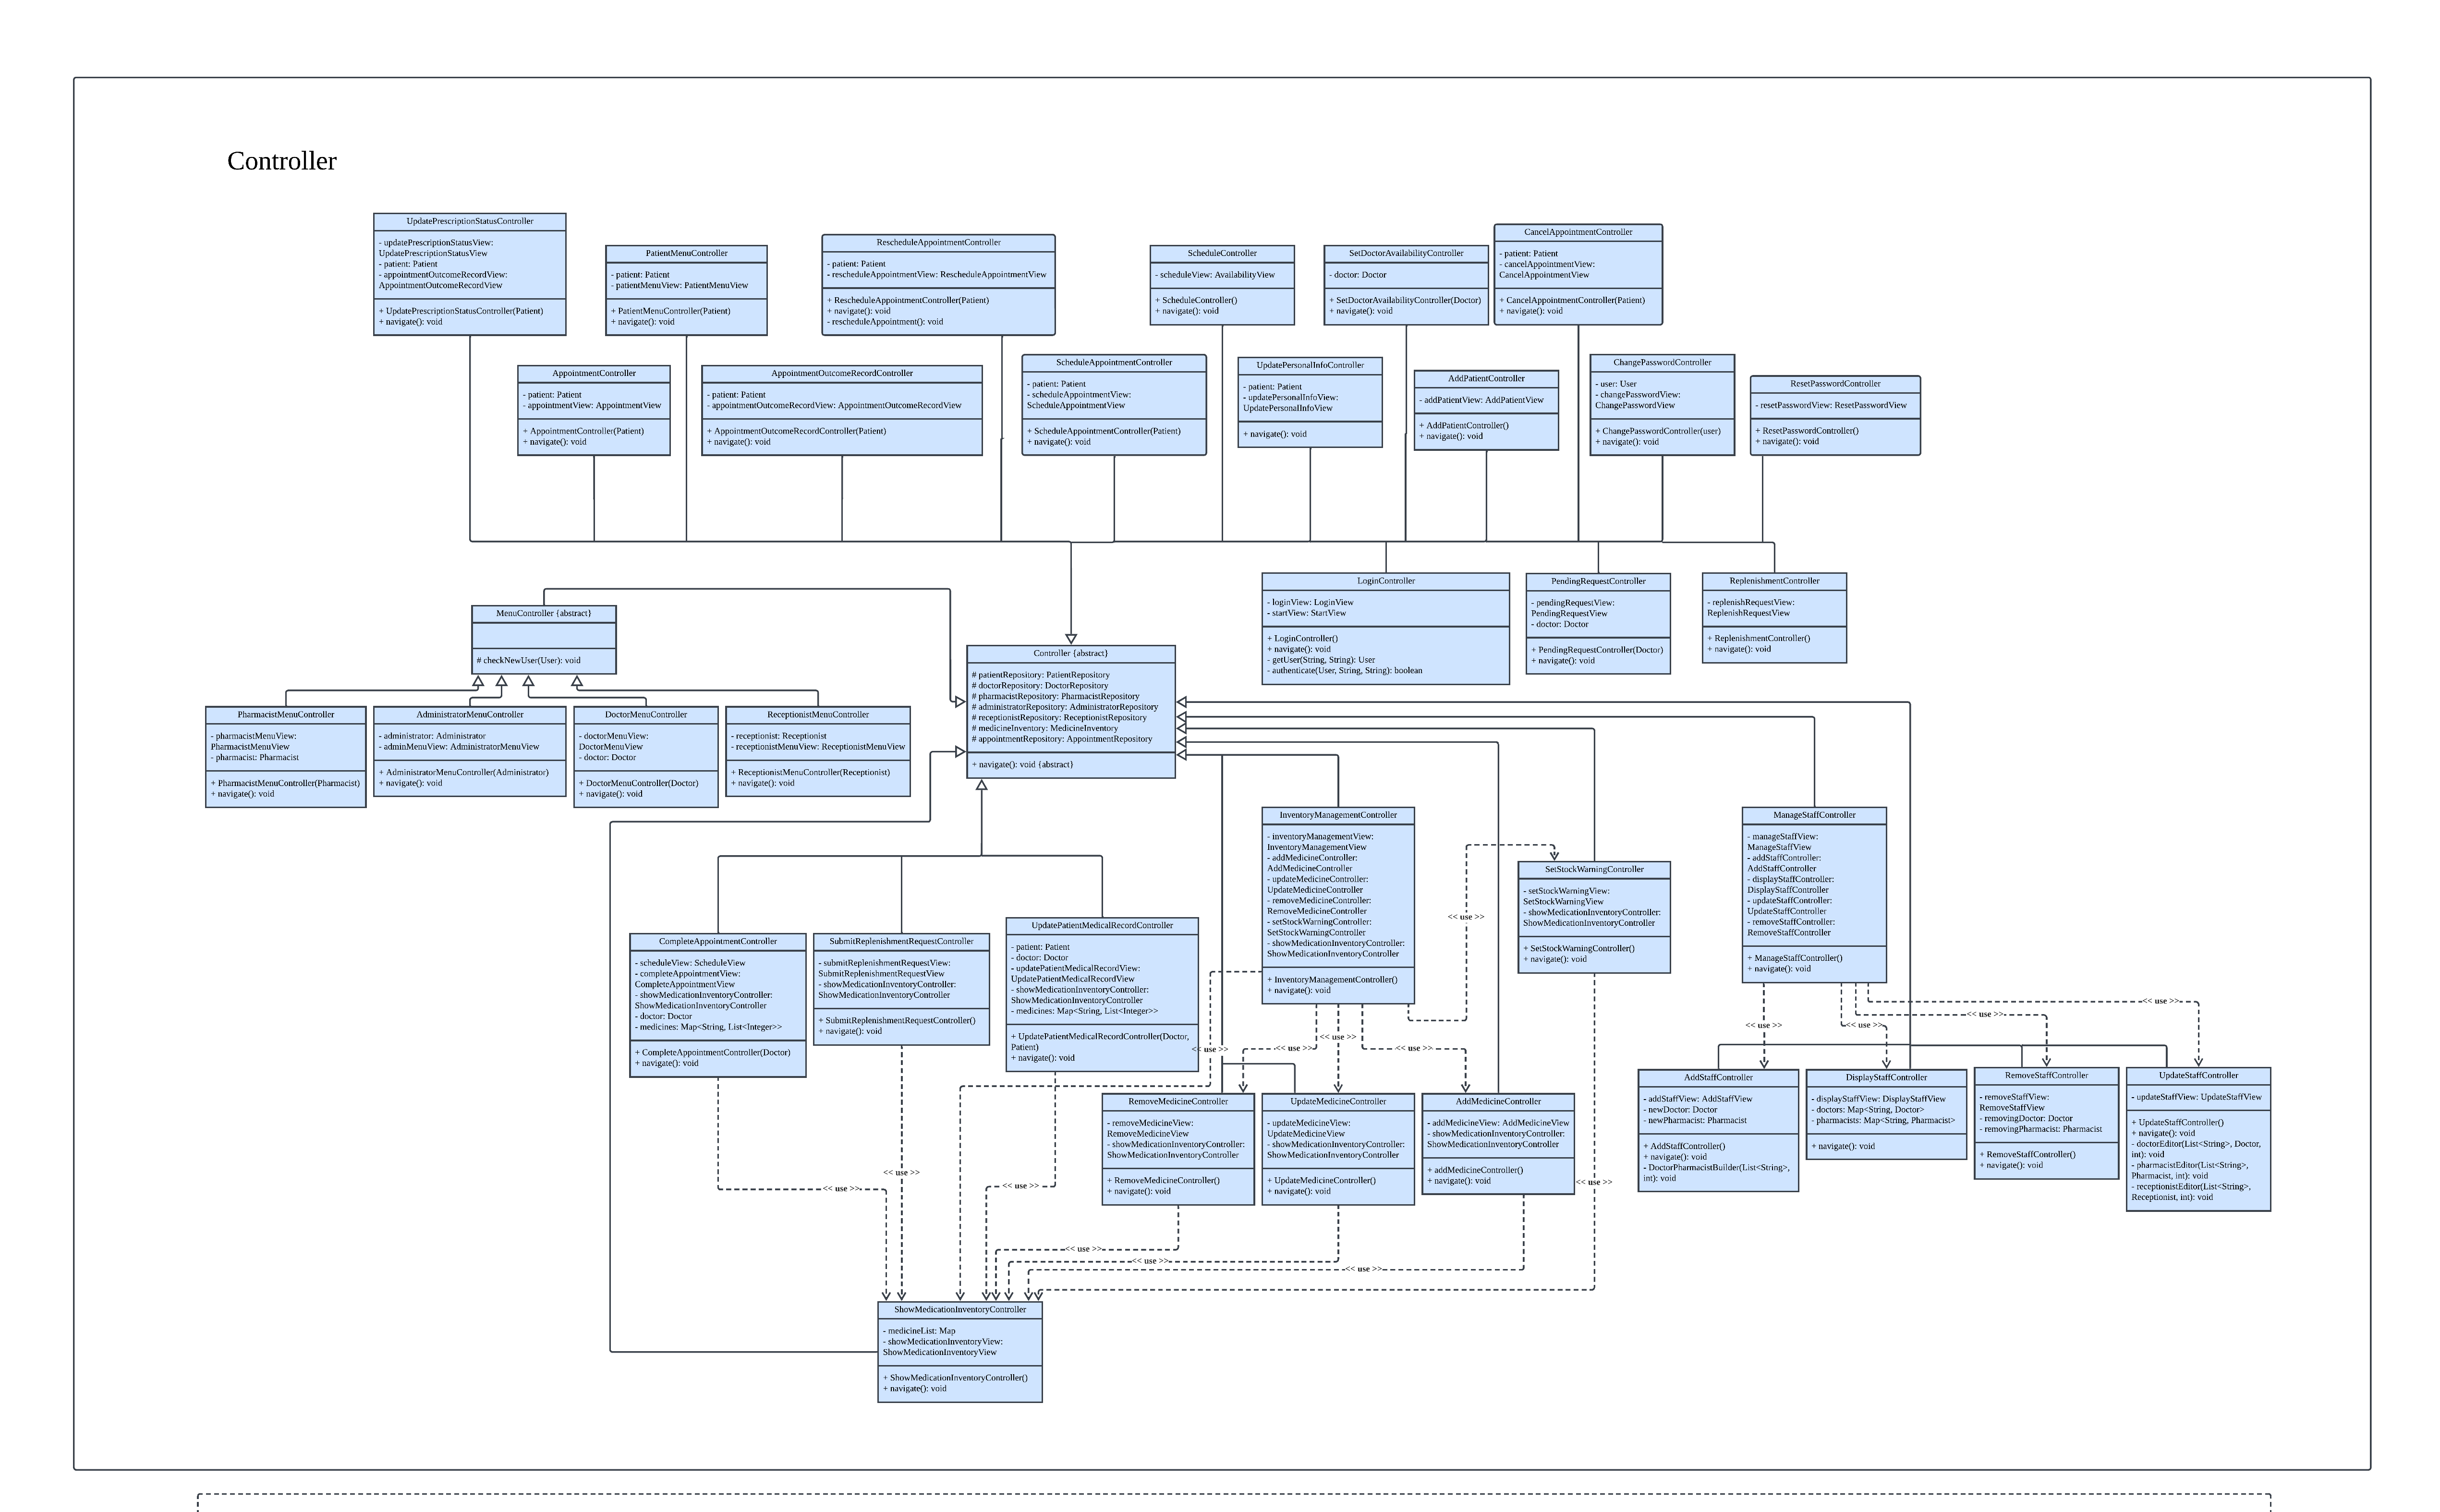 Controller
UpdatePrescriptionStatusController
- updatePrescriptionStatusView:
UpdatePrescriptionStatusView
- patient: Patient
- appointmentOutcomeRecordView:
AppointmentOutcomeRecordView
+ UpdatePrescriptionStatusController(Patient)
+ navigate(): void
PatientMenuController
- patient: Patient
- patientMenuView: PatientMenuView
+ PatientMenuController(Patient)
+ navigate(): void
RescheduleAppointmentController
- patient: Patient
- rescheduleAppointmentView: RescheduleAppointmentView
+ RescheduleAppointmentController(Patient)
+ navigate(): void
- rescheduleAppointment(): void
ScheduleController
- scheduleView: AvailabilityView
+ ScheduleController()
+ navigate(): void
SetDoctorAvailabilityController
- doctor: Doctor
+ SetDoctorAvailabilityController(Doctor)
+ navigate(): void
CancelAppointmentController
- patient: Patient
- cancelAppointmentView:
CancelAppointmentView
+ CancelAppointmentController(Patient)
+ navigate(): void
AppointmentController
- patient: Patient
- appointmentView: AppointmentView
+ AppointmentController(Patient)
+ navigate(): void
AppointmentOutcomeRecordController
- patient: Patient
- appointmentOutcomeRecordView: AppointmentOutcomeRecordView
+ AppointmentOutcomeRecordController(Patient)
+ navigate(): void
ScheduleAppointmentController
- patient: Patient
- scheduleAppointmentView:
ScheduleAppointmentView
+ ScheduleAppointmentController(Patient)
+ navigate(): void
UpdatePersonalInfoController
- patient: Patient
- updatePersonalInfoView:
UpdatePersonalInfoView
+ navigate(): void
AddPatientController
- addPatientView: AddPatientView
+ AddPatientController()
+ navigate(): void
ChangePasswordController
- user: User
- changePasswordView:
ChangePasswordView
+ ChangePasswordController(user)
+ navigate(): void
ResetPasswordController
- resetPasswordView: ResetPasswordView
+ ResetPasswordController()
+ navigate(): void
LoginController
- loginView: LoginView
- startView: StartView
+ LoginController()
+ navigate(): void
- getUser(String, String): User
- authenticate(User, String, String): boolean
PendingRequestController
- pendingRequestView:
PendingRequestView
- doctor: Doctor
+ PendingRequestController(Doctor)
+ navigate(): void
ReplenishmentController
- replenishRequestView:
ReplenishRequestView
+ ReplenishmentController()
+ navigate(): void
MenuController {abstract}
# checkNewUser(User): void
Controller {abstract}
# patientRepository: PatientRepository
# doctorRepository: DoctorRepository
# pharmacistRepository: PharmacistRepository
# administratorRepository: AdministratorRepository
# receptionistRepository: ReceptionistRepository
# medicineInventory: MedicineInventory
# appointmentRepository: AppointmentRepository
+ navigate(): void {abstract}
PharmacistMenuController
- pharmacistMenuView:
PharmacistMenuView
- pharmacist: Pharmacist
+ PharmacistMenuController(Pharmacist)
+ navigate(): void
AdministratorMenuController
- administrator: Administrator
- adminMenuView: AdministratorMenuView
+ AdministratorMenuController(Administrator)
+ navigate(): void
DoctorMenuController
- doctorMenuView:
DoctorMenuView
- doctor: Doctor
+ DoctorMenuController(Doctor)
+ navigate(): void
ReceptionistMenuController
- receptionist: Receptionist
- receptionistMenuView: ReceptionistMenuView
+ ReceptionistMenuController(Receptionist)
+ navigate(): void
InventoryManagementController
- inventoryManagementView:
InventoryManagementView
- addMedicineController:
AddMedicineController
- updateMedicineController:
UpdateMedicineController
- removeMedicineController:
RemoveMedicineController
- setStockWarningController:
SetStockWarningController
- showMedicationInventoryController:
ShowMedicationInventoryController
+ InventoryManagementController()
+ navigate(): void
SetStockWarningController
- setStockWarningView:
SetStockWarningView
- showMedicationInventoryController:
ShowMedicationInventoryController
+ SetStockWarningController()
+ navigate(): void
ManageStaffController
- manageStaffView:
ManageStaffView
- addStaffController:
AddStaffController
- displayStaffController:
DisplayStaffController
- updateStaffController:
UpdateStaffController
- removeStaffController:
RemoveStaffController
+ ManageStaffController()
+ navigate(): void
<< use >>
CompleteAppointmentController
- scheduleView: ScheduleView
- completeAppointmentView:
CompleteAppointmentView
- showMedicationInventoryController:
ShowMedicationInventoryController
- doctor: Doctor
- medicines: Map<String, List<Integer>>
+ CompleteAppointmentController(Doctor)
+ navigate(): void
SubmitReplenishmentRequestController
- submitReplenishmentRequestView:
SubmitReplenishmentRequestView
- showMedicationInventoryController:
ShowMedicationInventoryController
+ SubmitReplenishmentRequestController()
+ navigate(): void
UpdatePatientMedicalRecordController
- patient: Patient
- doctor: Doctor
- updatePatientMedicalRecordView:
UpdatePatientMedicalRecordView
- showMedicationInventoryController:
ShowMedicationInventoryController
- medicines: Map<String, List<Integer>>
+ UpdatePatientMedicalRecordController(Doctor,
Patient)
+ navigate(): void
<< use >>
<< use >>
<< use >>
<< use >>
<< use >>
<< use >>
<< use >>
<< use >>
RemoveMedicineController
- removeMedicineView:
RemoveMedicineView
- showMedicationInventoryController:
ShowMedicationInventoryController
+ RemoveMedicineController()
+ navigate(): void
UpdateMedicineController
- updateMedicineView:
UpdateMedicineView
- showMedicationInventoryController:
ShowMedicationInventoryController
+ UpdateMedicineController()
+ navigate(): void
AddMedicineController
- addMedicineView: AddMedicineView
- showMedicationInventoryController:
ShowMedicationInventoryController
+ addMedicineController()
+ navigate(): void
AddStaffController
- addStaffView: AddStaffView
- newDoctor: Doctor
- newPharmacist: Pharmacist
+ AddStaffController()
+ navigate(): void
- DoctorPharmacistBuilder(List<String>,
int): void
DisplayStaffController
- displayStaffView: DisplayStaffView
- doctors: Map<String, Doctor>
- pharmacists: Map<String, Pharmacist>
+ navigate(): void
RemoveStaffController
- removeStaffView:
RemoveStaffView
- removingDoctor: Doctor
- removingPharmacist: Pharmacist
+ RemoveStaffController()
+ navigate(): void
UpdateStaffController
- updateStaffView: UpdateStaffView
+ UpdateStaffController()
+ navigate(): void
- doctorEditor(List<String>, Doctor,
int): void
- pharmacistEditor(List<String>,
Pharmacist, int): void
- receptionistEditor(List<String>,
Receptionist, int): void
<< use >>
<< use >>
<< use >>
<< use >>
<< use >>
<< use >>
<< use >>
ShowMedicationInventoryController
- medicineList: Map
- showMedicationInventoryView:
ShowMedicationInventoryView
+ ShowMedicationInventoryController()
+ navigate(): void